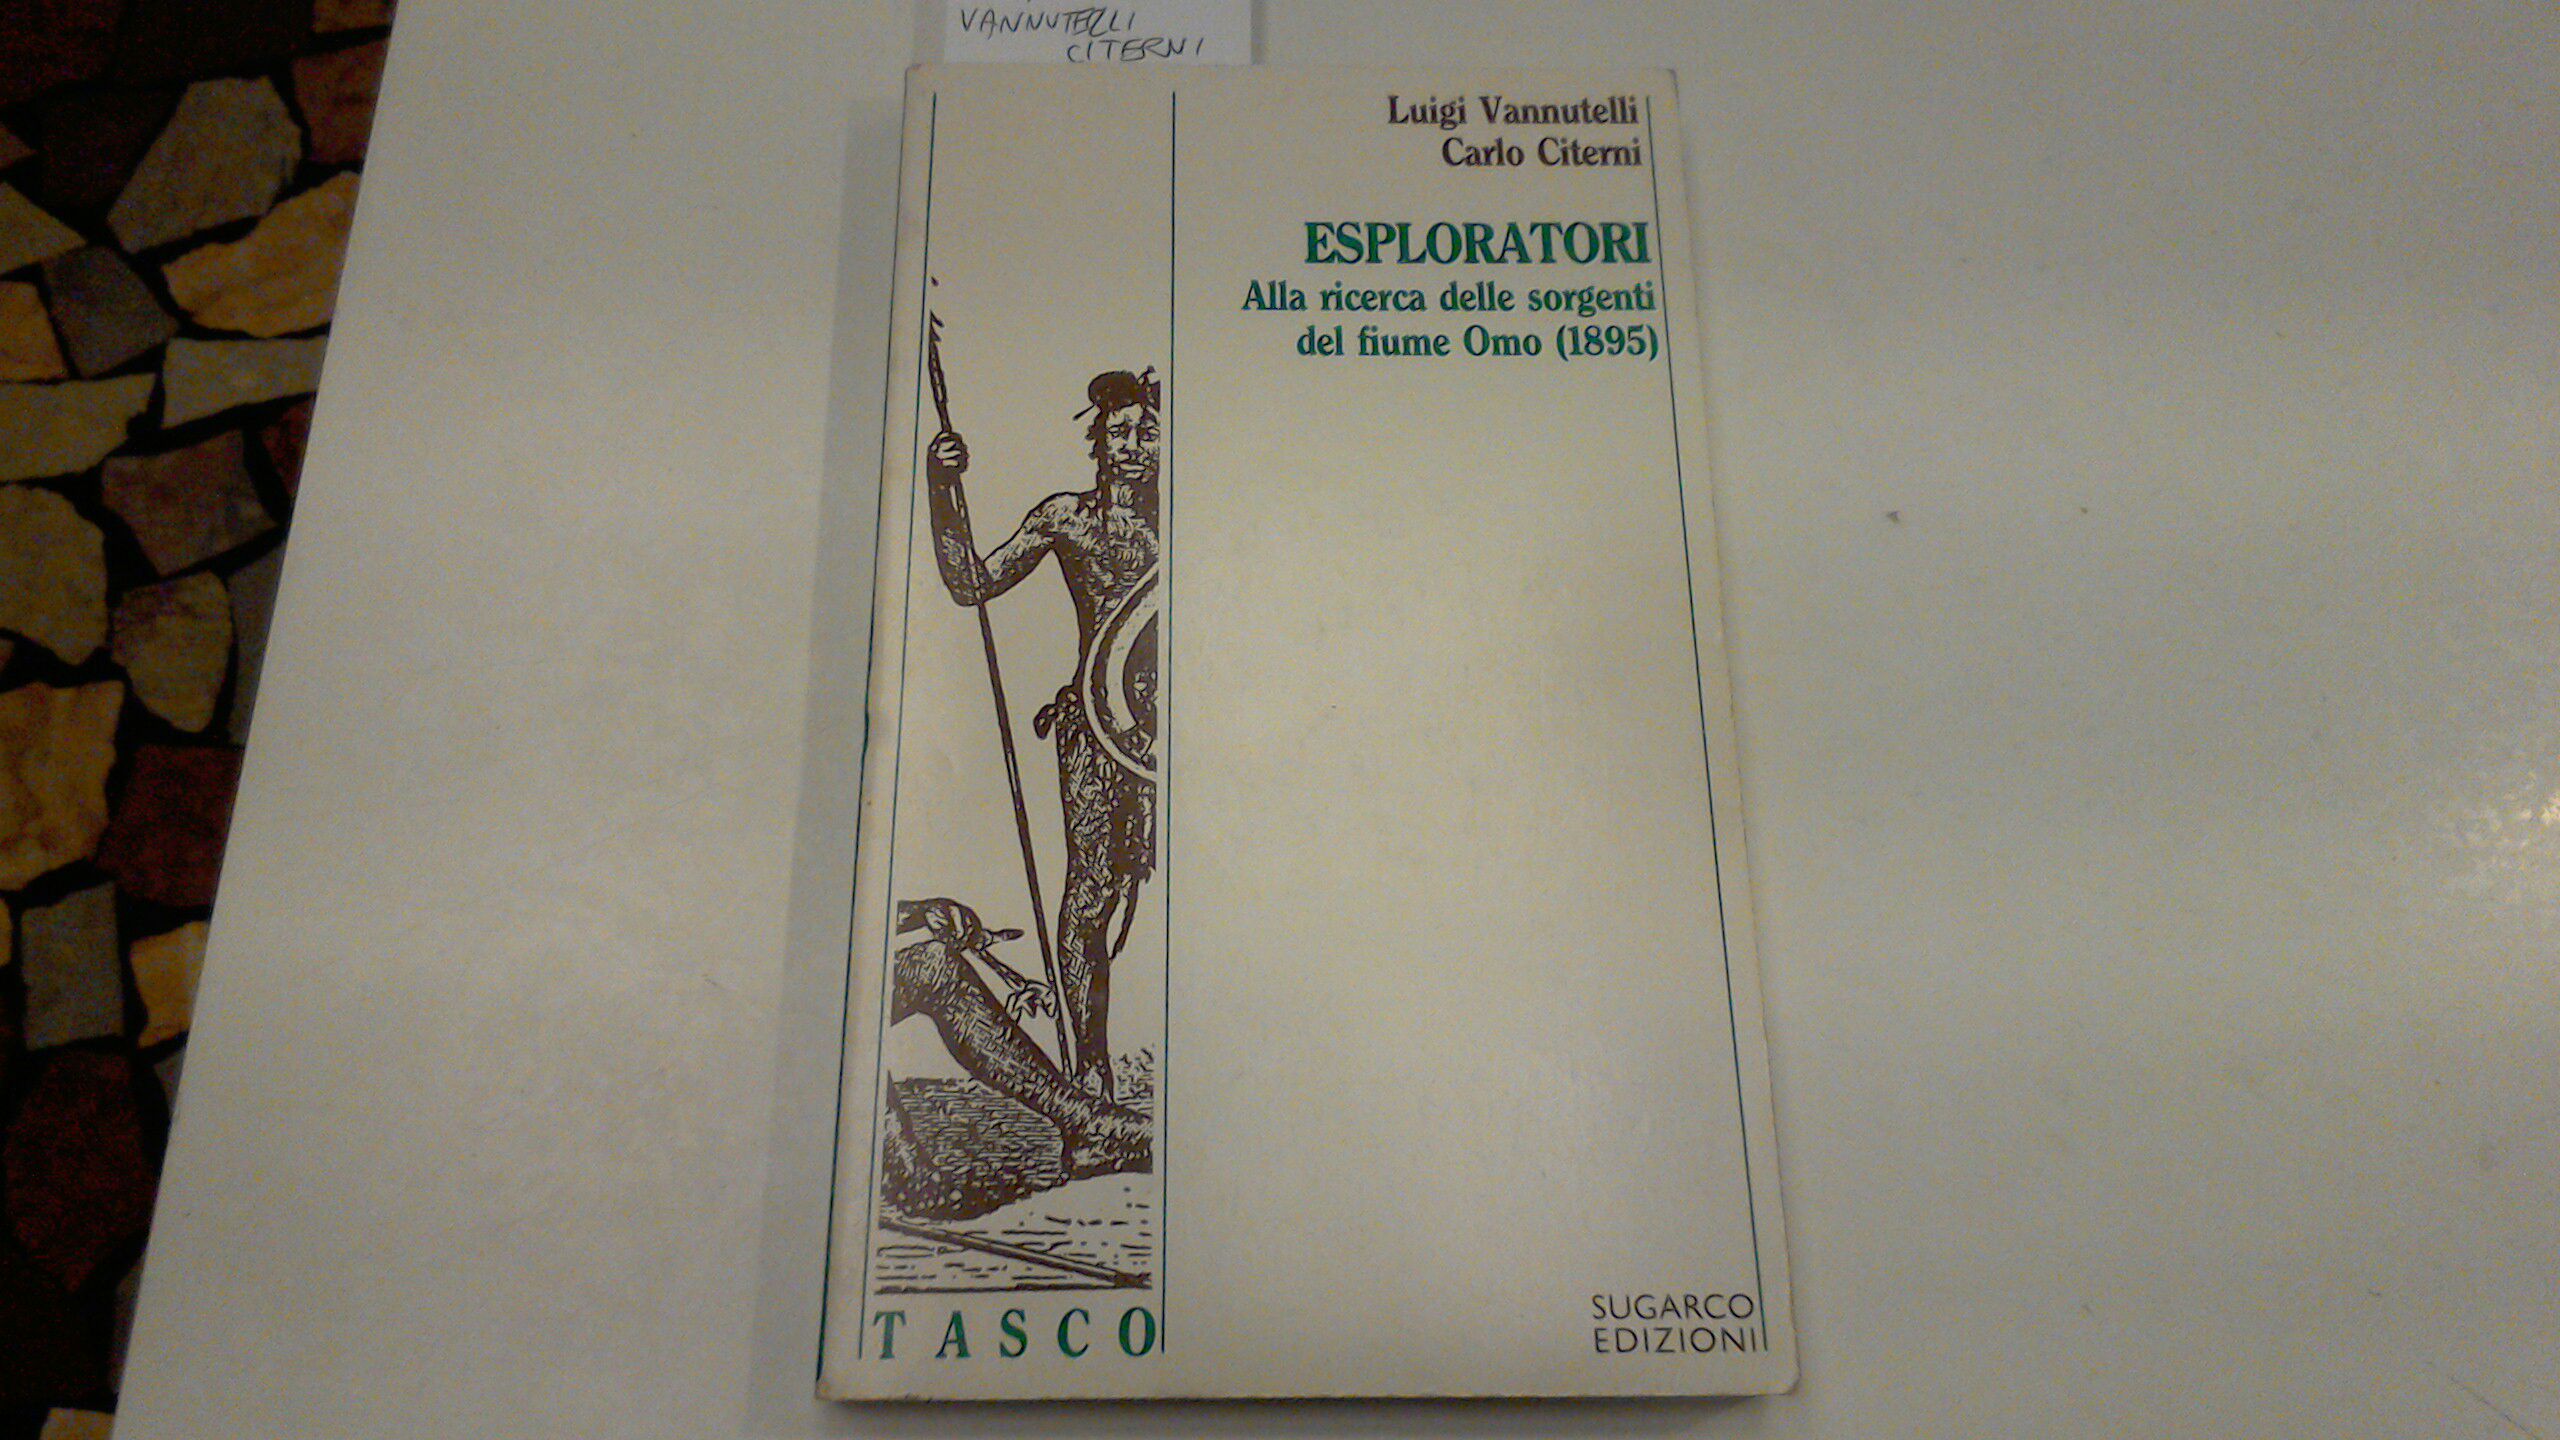 VANNUTELLI
CITERNI
Luigi Vannutelli
Carlo Citerni
ESPLORATORI
Alla ricerca delle sorgenti
del fiume Omo (1895)
TASCO
SUGARCO
EDIZIONI